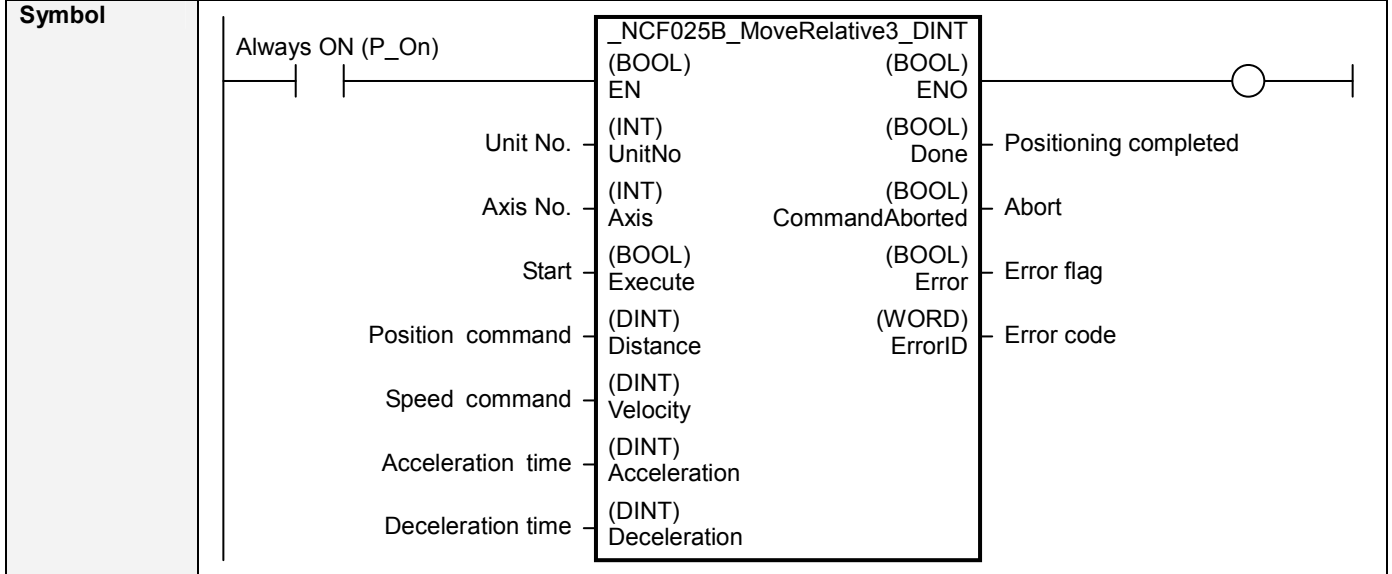 Symbol
Always ON (P_On)
_NCF025B_MoveRelative3_DINT
(BOOL) (BOOL)
EN ENO
(INT) (BOOL)
Unit No. UnitNo Done Positioning completed
(INT) (BOOL)
Axis No. Axis CommandAborted Abort
(BOOL) (BOOL)
Start Execute Error Error flag
(DINT) (WORD)
Position command Distance ErrorID Error code
(DINT)
Speed command Velocity
(DINT)
Acceleration time Acceleration
(DINT)
Deceleration time Deceleration